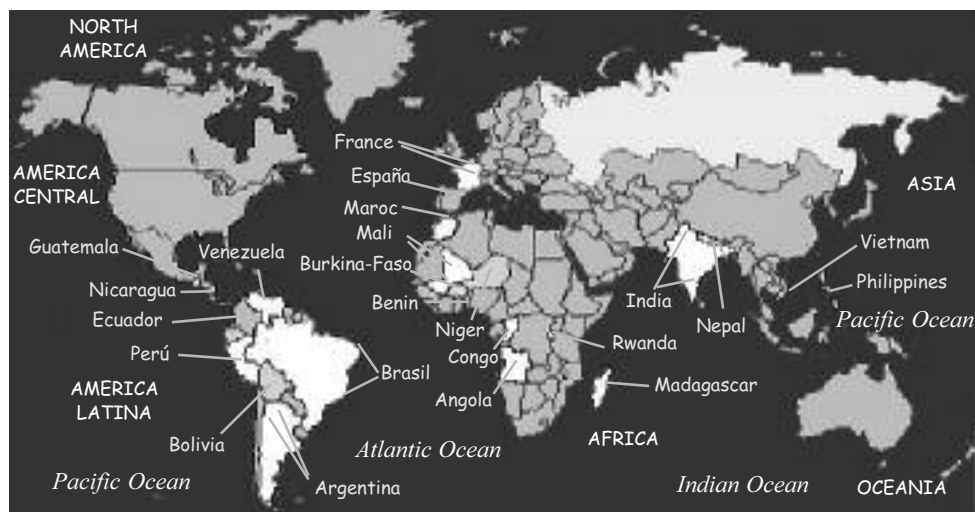 NORTH
AMERICA
France
AMERICA
CENTRAL
España
ASIA
Maroc
Guatemala
Venezuela
Mali
Vietnam
Burkina-Faso
Nicaragua
Philippines
Benin
India
Ecuador
Niger
Nepal
Pacific Ocean
Perú
Congo
Rwanda
Brasil
AMERICA
LATINA
Angola
Madagascar
Bolivia
Atlantic Ocean
AFRICA
Pacific Ocean
Argentina
Indian Ocean
OCEANIA